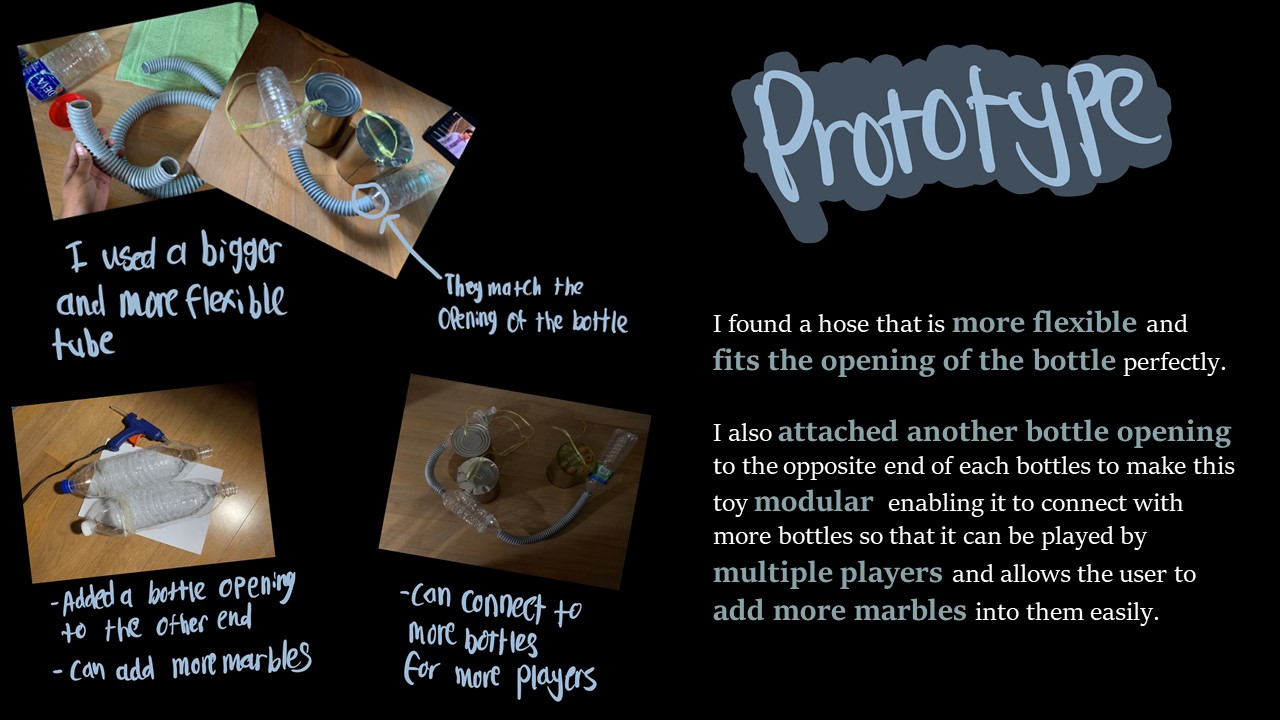 Prototype
I used a bigger
and more flexible
tube
They match the
opening of the bottle
-Added a bottle opening
to the other end
-Can add more marbles
-Can connect to
more bottles
for more players
I found a hose that is more flexible and
fits the opening of the bottle perfectly.
I also attached another bottle opening
to the opposite end of each bottles to make this
toy modular enabling it to connect with
more bottles so that it can be played by
multiple players and allows the user to
add more marbles into them easily.